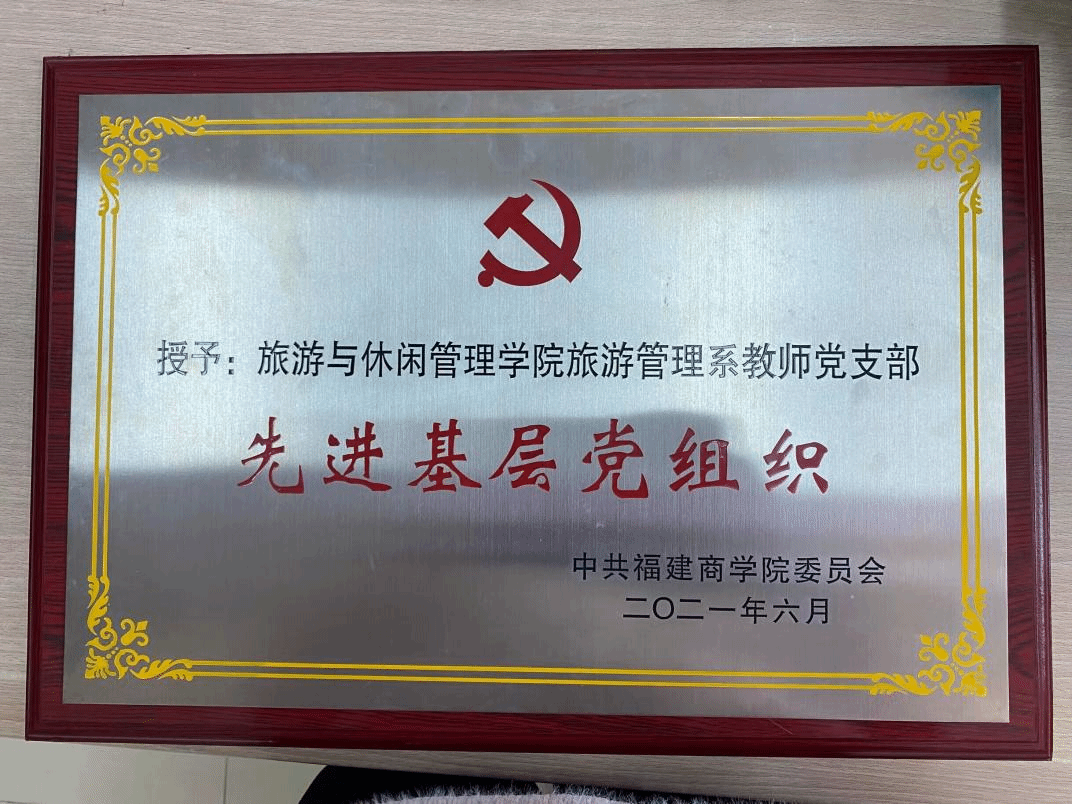 授予：旅游与休闲管理学院旅游管理系教师党支部
先进基层党组织
中共福建商学院委员会
二〇二一年六月